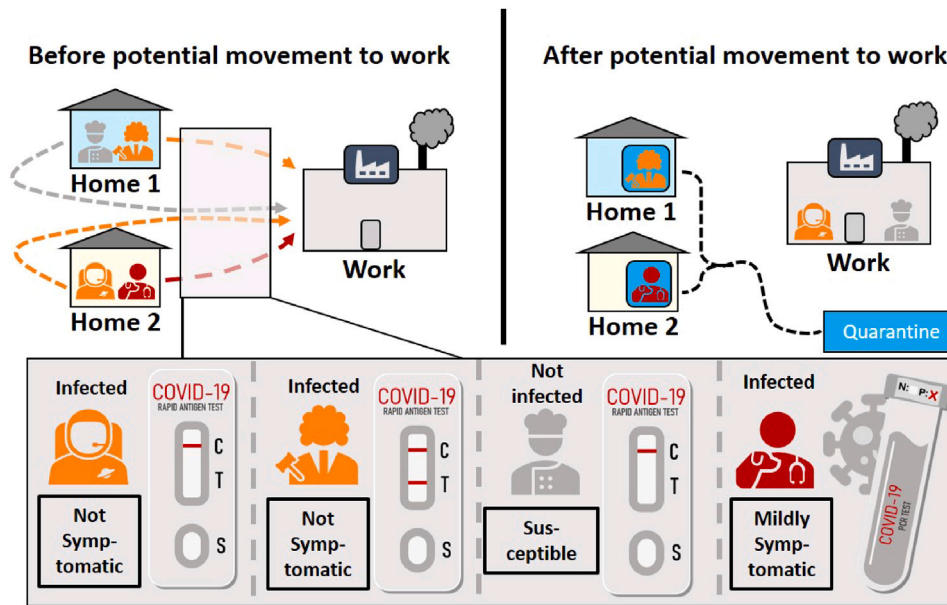 Before potential movement to work
After potential movement to work
Home 1
Home 2
Work
Home 1
Home 2
Work
Quarantine
Infected
COVID-19
RAPID ANTIGEN TEST
C
T
S
Not
Symp-
tomatic
Infected
COVID-19
RAPID ANTIGEN TEST
C
T
S
Not
Symp-
tomatic
Not
infected
COVID-19
RAPID ANTIGEN TEST
C
T
S
Sus-
ceptible
Infected
N: P:X
COVID-19
PCR TEST
Mildly
Symp-
tomatic